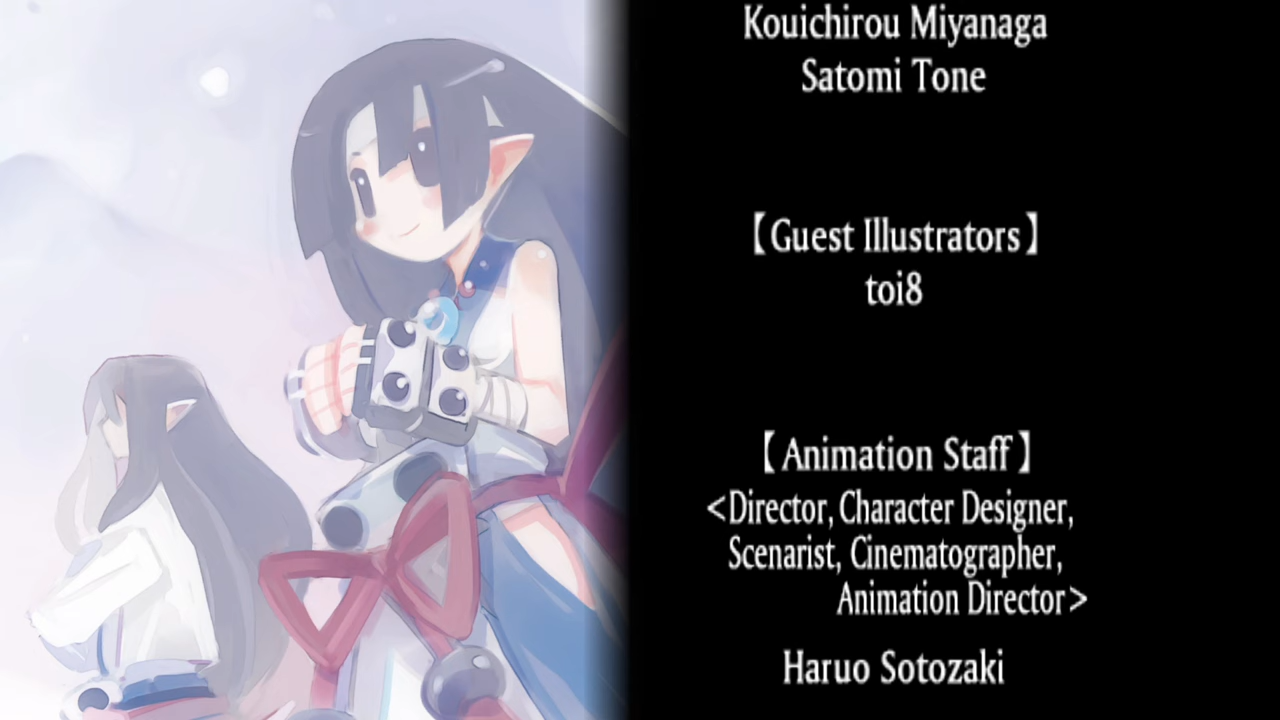 Kouichirou Miyanaga
Satomi Tone
【Guest Illustrators】
toi8
【Animation Staff】
<Director, Character Designer,
Scenarist, Cinematographer,
Animation Director>
Haruo Sotozaki